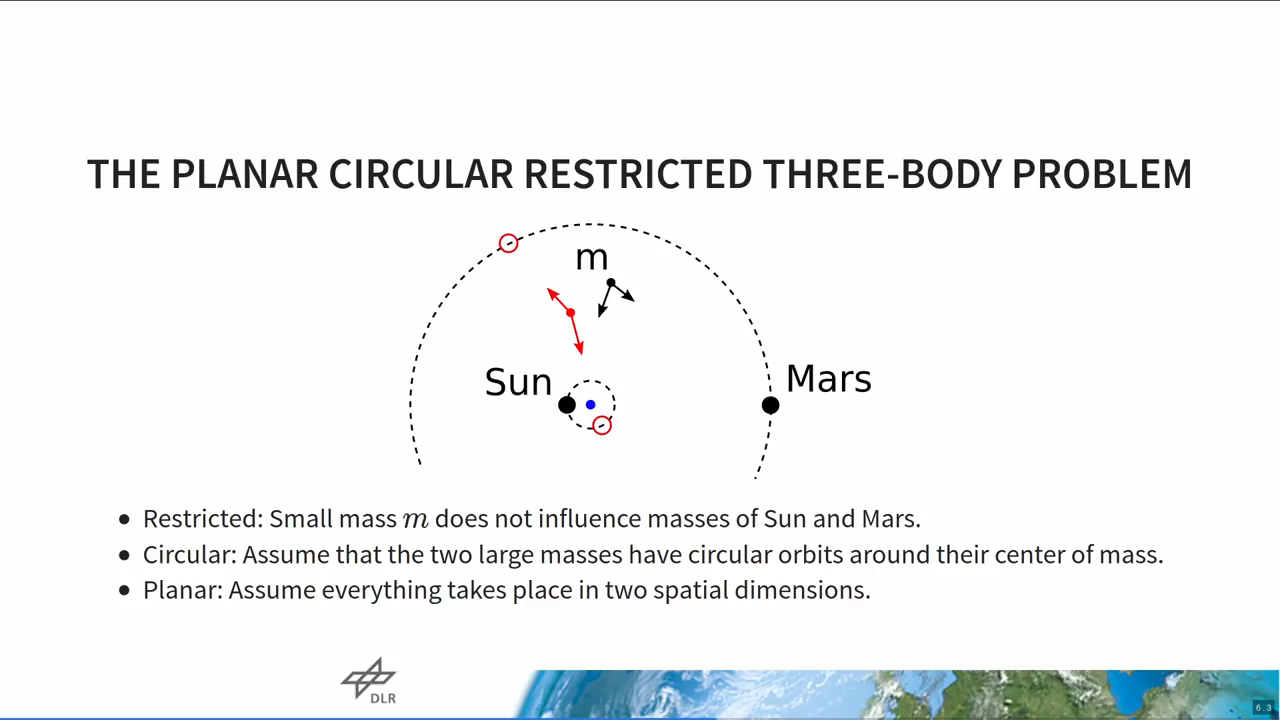 THE PLANAR CIRCULAR RESTRICTED THREE-BODY PROBLEM
m
Sun
Mars
• Restricted: Small mass m does not influence masses of Sun and Mars.
• Circular: Assume that the two large masses have circular orbits around their center of mass.
• Planar: Assume everything takes place in two spatial dimensions.
DLR
6.3